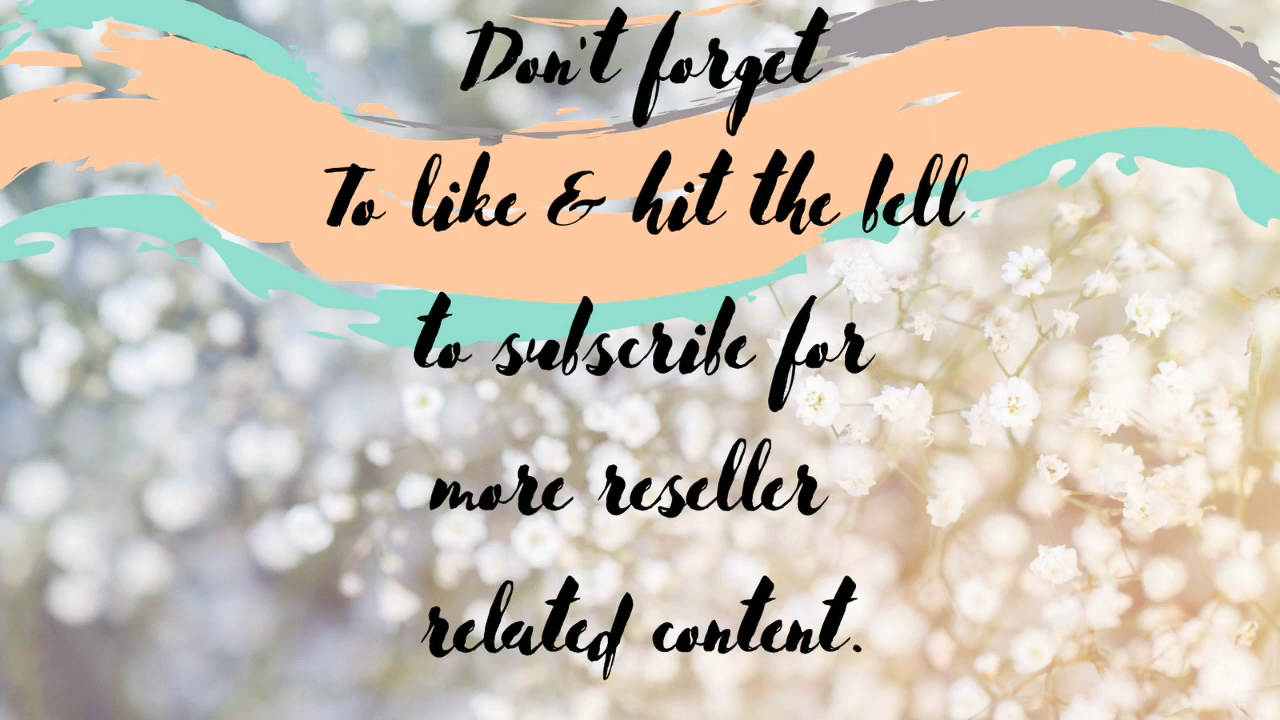 Don't forget
To like & hit the bell
to subscribe for
more reseller
related content.